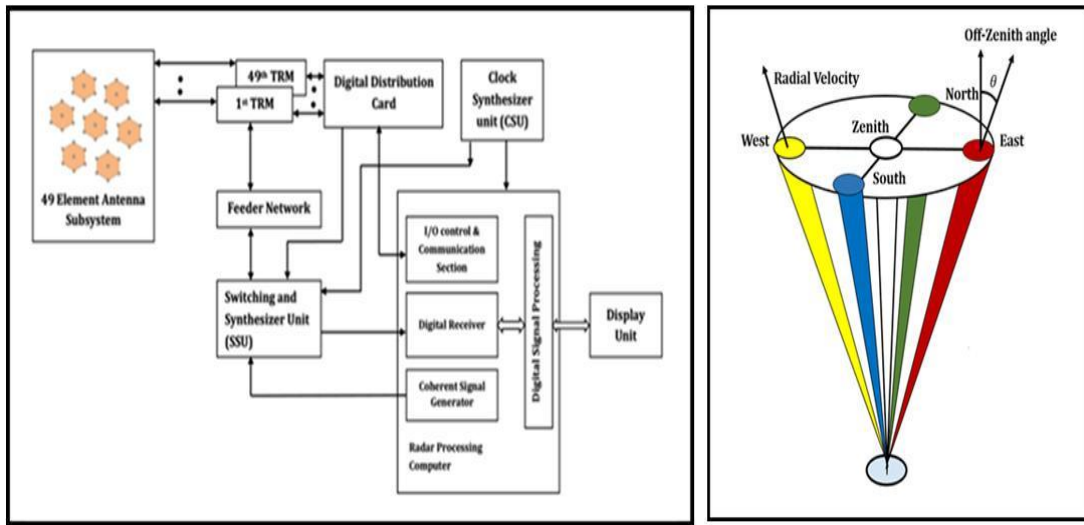 49 Element Antenna
Subsystem
49th TRM
1st TRM
Digital Distribution
Card
Clock
Synthesizer
unit (CSU)
Feeder Network
Switching and
Synthesizer Unit
(SSU)
I/O control &
Communication
Section
Digital Receiver
Coherent Signal
Generator
Radar Processing
Computer
Digital Signal Processing
Display
Unit
Off-Zenith angle
θ
Radial Velocity
North
Zenith
West
East
South